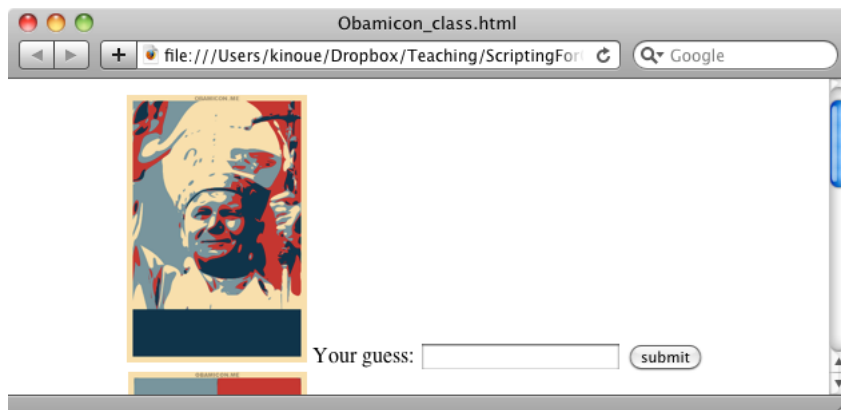 Obamicon_class.html
file:///Users/kinoue/Dropbox/Teaching/ScriptingFor
Google
OBAMICON.ME
Your guess:
submit
OBAMICON.ME